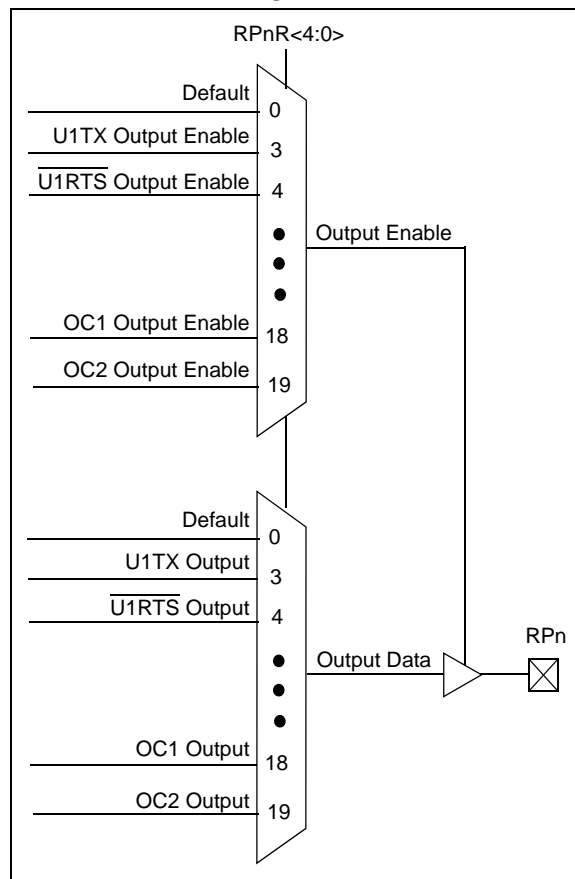 RPnR<4:0>
Default
0
U1TX Output Enable
3
U1RTS Output Enable
4
Output Enable
OC1 Output Enable
18
OC2 Output Enable
19
Default
0
U1TX Output
3
U1RTS Output
4
RPn
Output Data
OC1 Output
18
OC2 Output
19